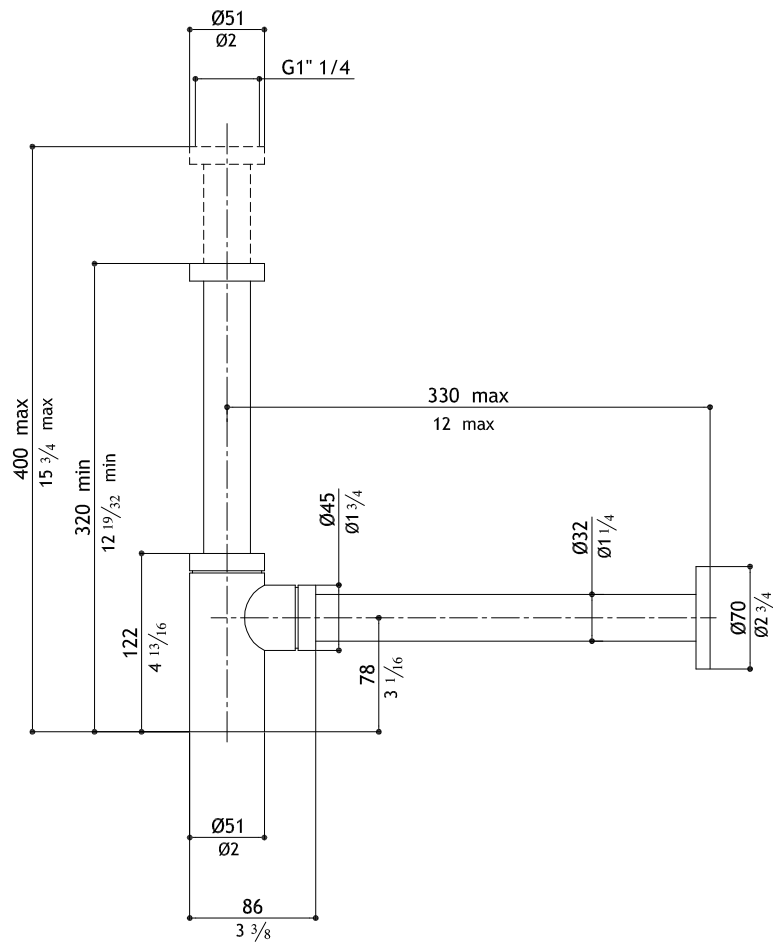 Ø51
Ø2
G1" 1/4
330 max
12 max
400 max
15 3/4 max
320 min
12 19/32 min
Ø45
Ø1 3/4
Ø32
Ø1 1/4
Ø70
Ø2 3/4
122
4 13/16
78
3 1/16
Ø51
Ø2
86
3 3/8